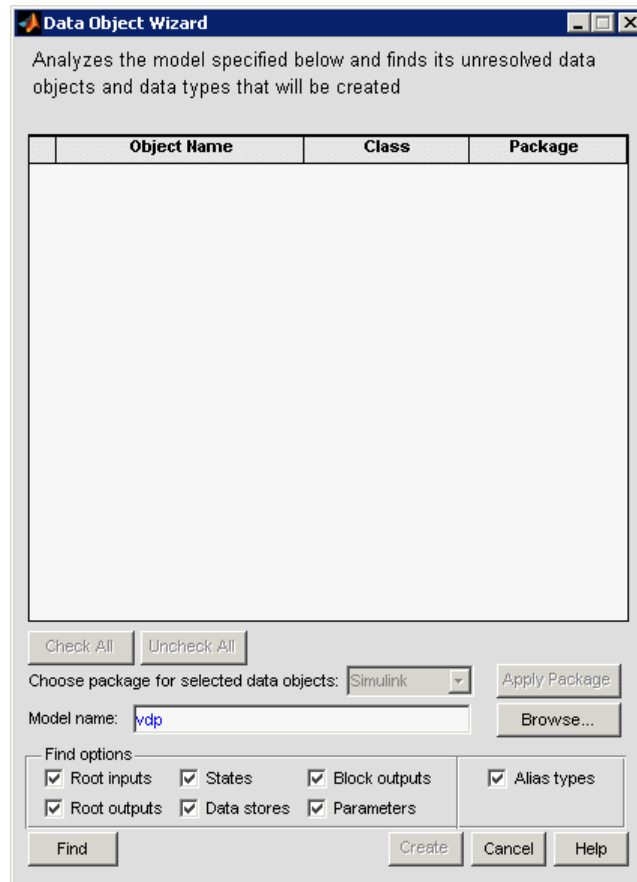 Data Object Wizard
Analyzes the model specified below and finds its unresolved data
objects and data types that will be created
Object Name Class Package
Check All Uncheck All
Choose package for selected data objects: Simulink Apply Package
Model name: vdp Browse...
Find options
Root inputs States Block outputs Alias types
Root outputs Data stores Parameters
Find Create Cancel Help